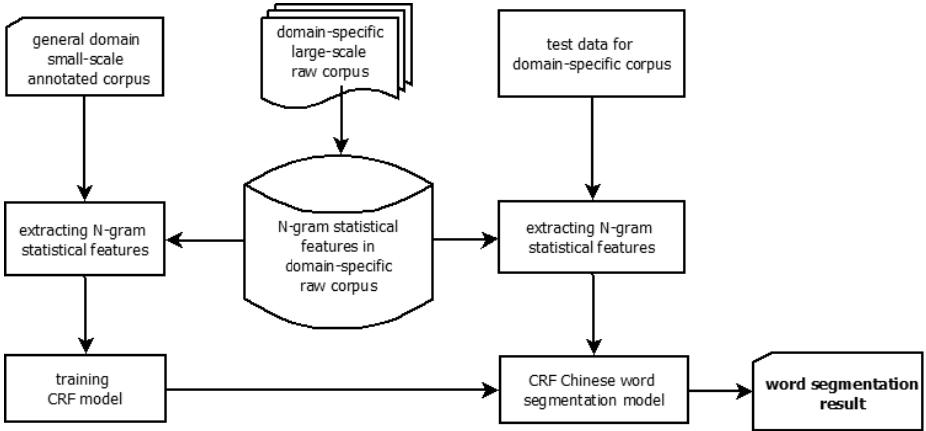 general domain
small-scale
annotated corpus
domain-specific
large-scale
raw corpus
test data for
domain-specific corpus
extracting N-gram
statistical features
N-gram statistical
features in
domain-specific
raw corpus
extracting N-gram
statistical features
training
CRF model
CRF Chinese word
segmentation model
word segmentation
result